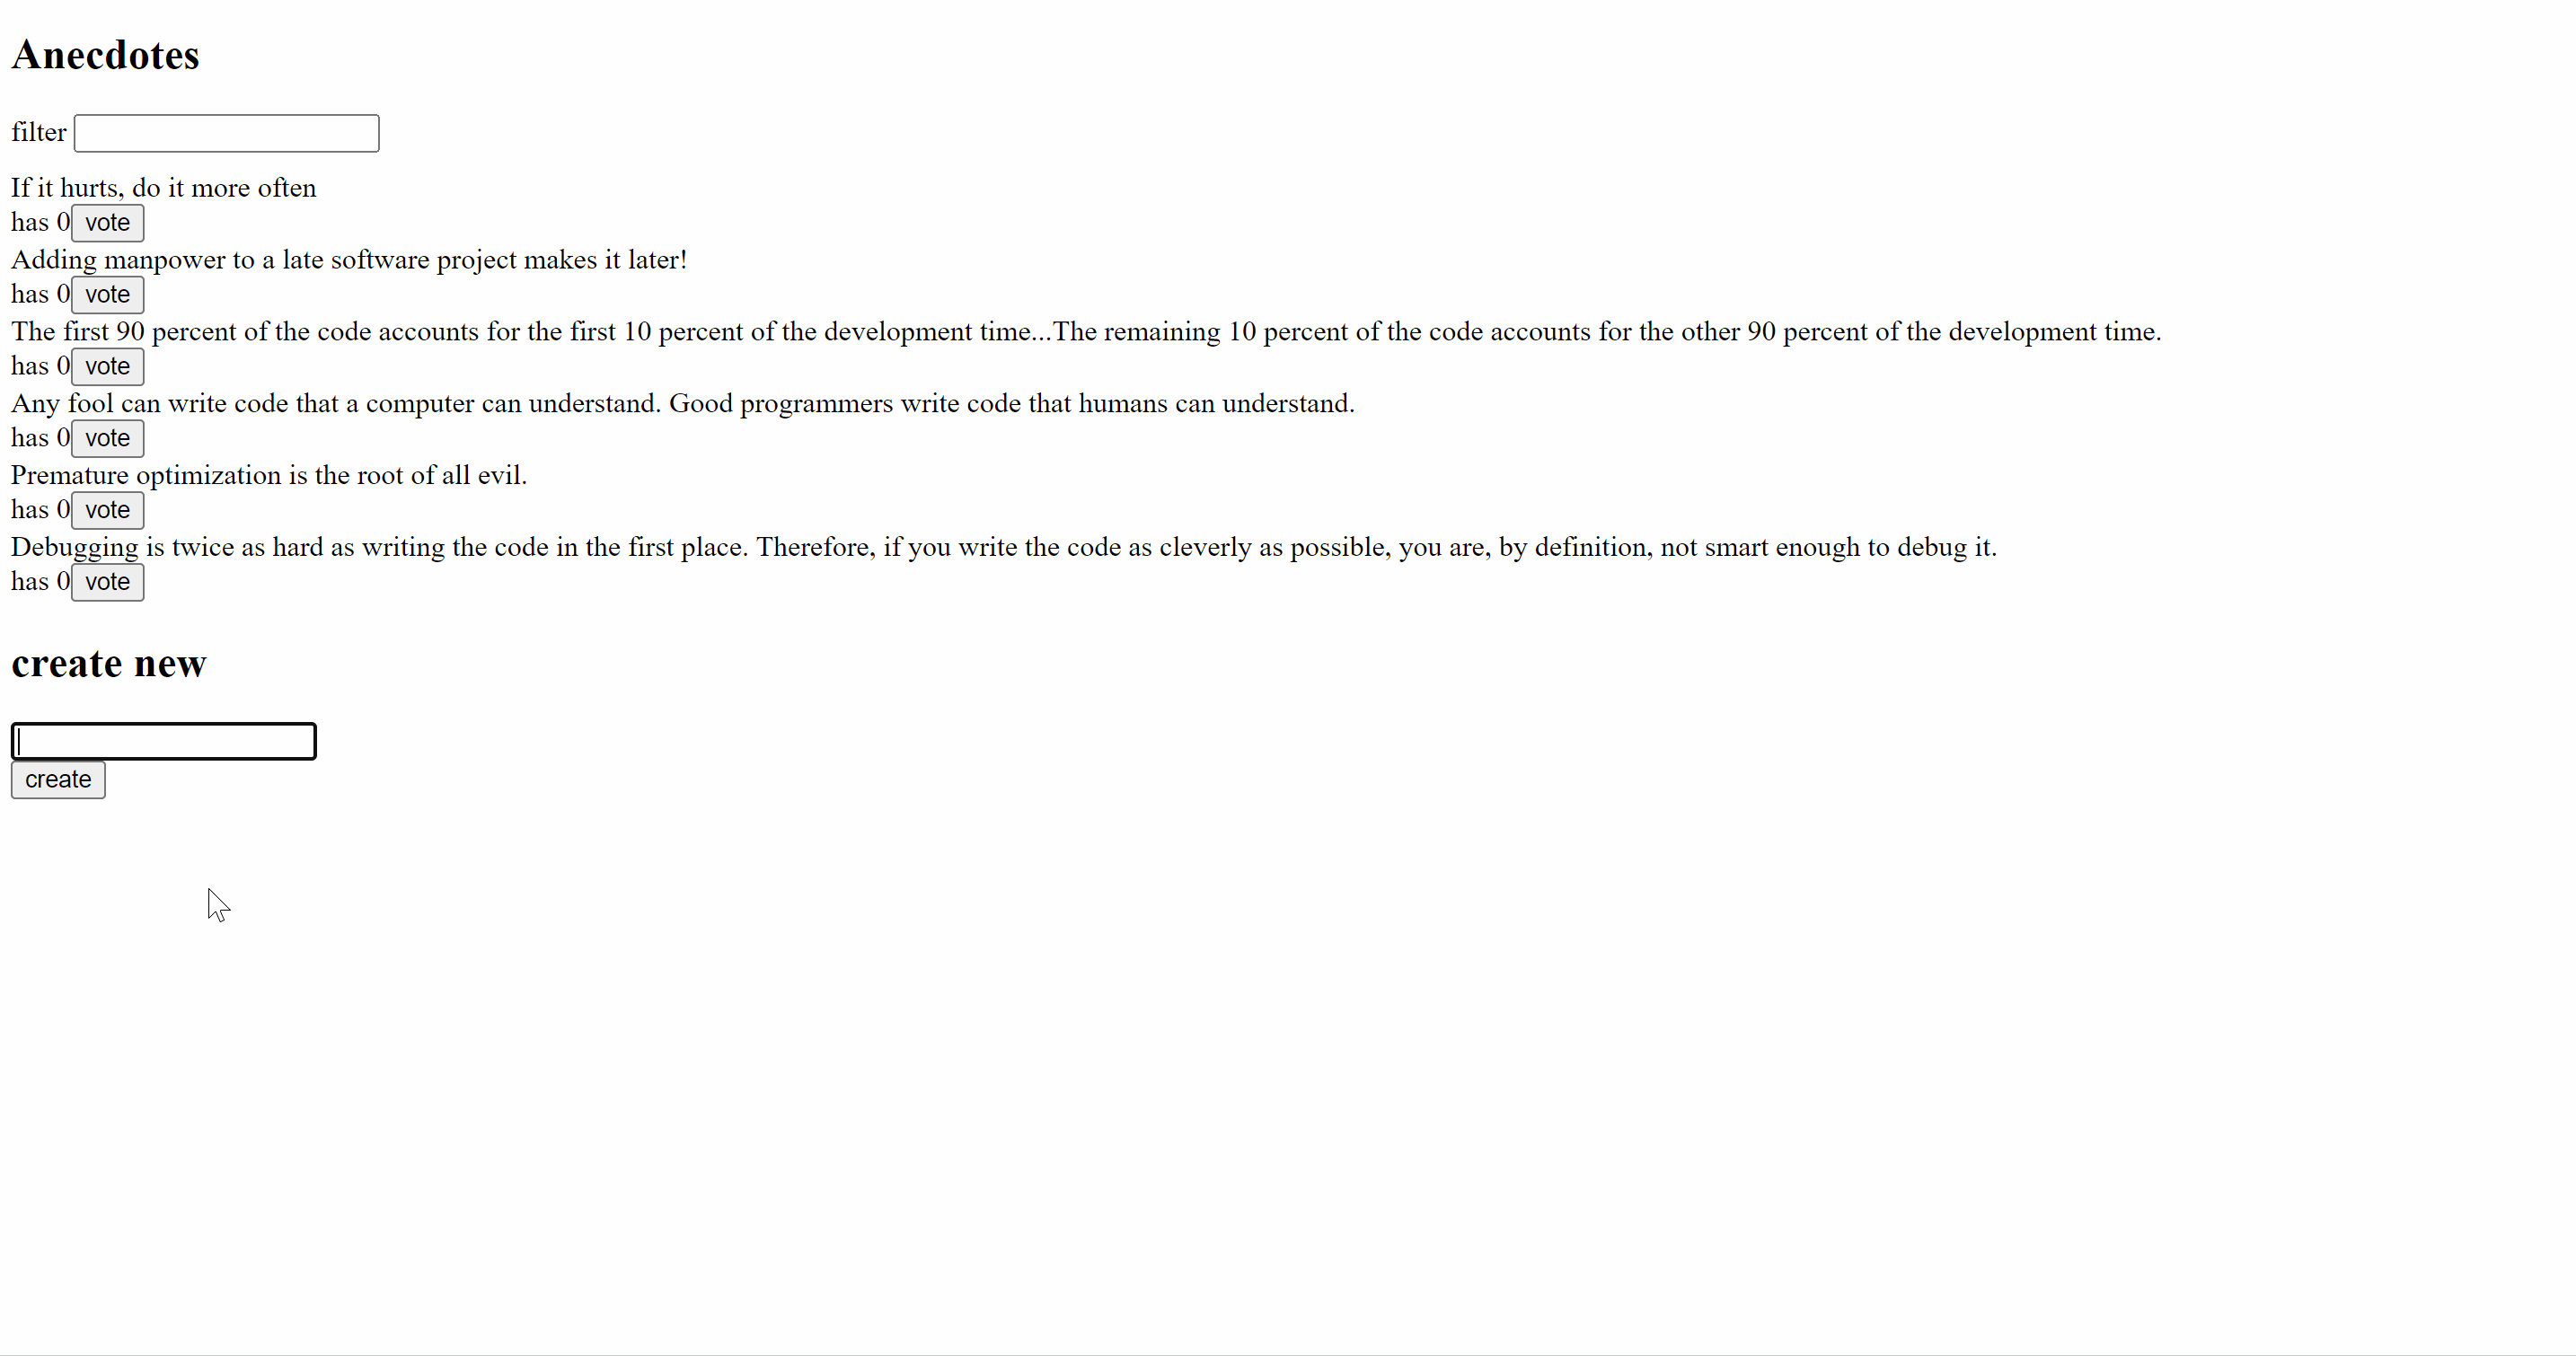 Anecdotes
filter
If it hurts, do it more often
has 0 vote
Adding manpower to a late software project makes it later!
has 0 vote
The first 90 percent of the code accounts for the first 10 percent of the development time...The remaining 10 percent of the code accounts for the other 90 percent of the development time.
has 0 vote
Any fool can write code that a computer can understand. Good programmers write code that humans can understand.
has 0 vote
Premature optimization is the root of all evil.
has 0 vote
Debugging is twice as hard as writing the code in the first place. Therefore, if you write the code as cleverly as possible, you are, by definition, not smart enough to debug it.
has 0 vote
create new
create